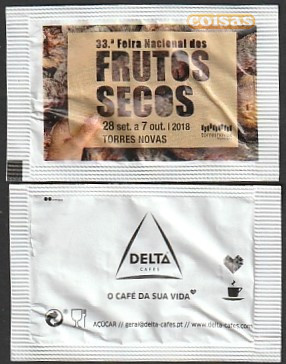 coisas
33.ª Feira Nacional dos
FRUTOS
SECOS
28 set. a 7 out. | 2018
TORRES NOVAS
DELTA
CAFÉS
O CAFÉ DA SUA VIDA
AÇÚCAR // geral@delta-cafes.pt // www.delta-cafes.com